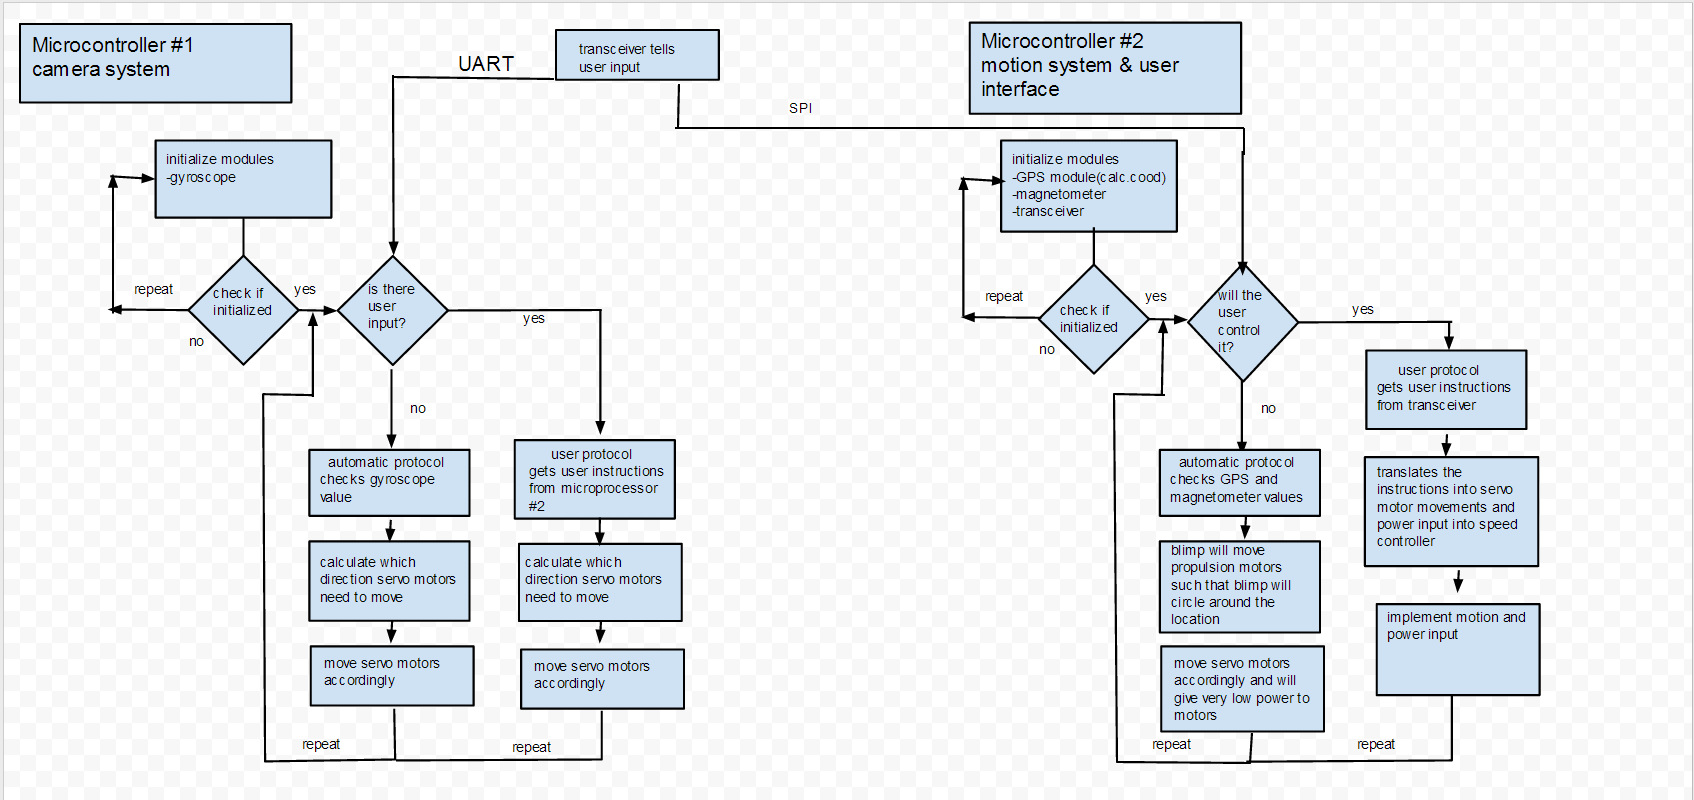 Microcontroller #1
camera system
UART
transceiver tells
user input
SPI
Microcontroller #2
motion system & user
interface
initialize modules
-gyroscope
repeat
check if
initialized
yes
no
is there
user
input?
yes
no
automatic protocol
checks gyroscope
value
calculate which
direction servo motors
need to move
move servo motors
accordingly
repeat
user protocol
gets user instructions
from microprocessor
#2
calculate which
direction servo motors
need to move
move servo motors
accordingly
repeat
initialize modules
-GPS module(calc.cood)
-magnetometer
-transceiver
repeat
check if
initialized
yes
no
will the
user
control
it?
yes
no
automatic protocol
checks GPS and
magnetometer values
blimp will move
propulsion motors
such that blimp will
circle around the
location
move servo motors
accordingly and will
give very low power to
motors
repeat
user protocol
gets user instructions
from transceiver
translates the
instructions into servo
motor movements and
power input into speed
controller
implement motion and
power input
repeat